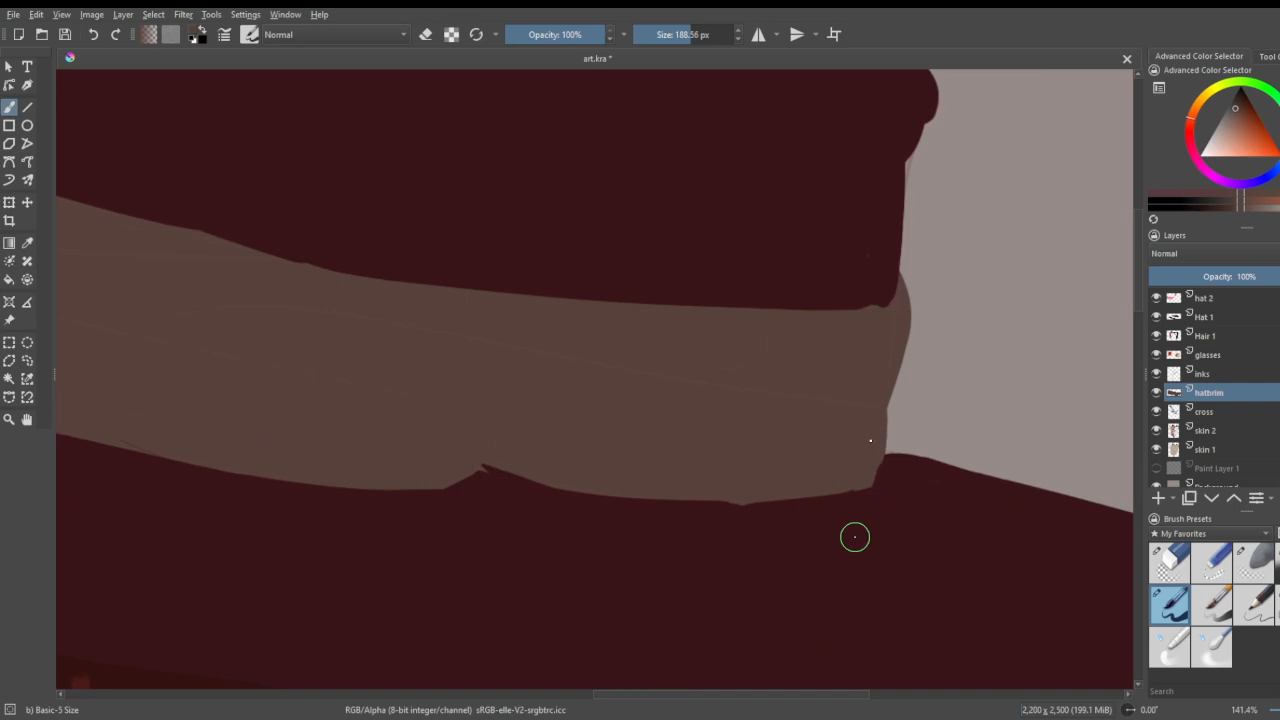 File Edit View Image Layer Select Filter Tools Settings Window Help
Normal Opacity: 100% Size: 188.56 px
art.kra *
Advanced Color Selector Tool
Advanced Color Selector
Layers
Normal
Opacity: 100%
hat 2
Hat 1
Hair 1
glasses
inks
hatbrim
cross
skin 2
skin 1
Paint Layer 1
Background
Brush Presets
My Favorites
Search
b) Basic-5 Size RGB/Alpha (8-bit integer/channel) sRGB-elle-V2-srgbtrc.icc 2,200 x 2,500 (199.1 MiB) 0.00° 141.4%